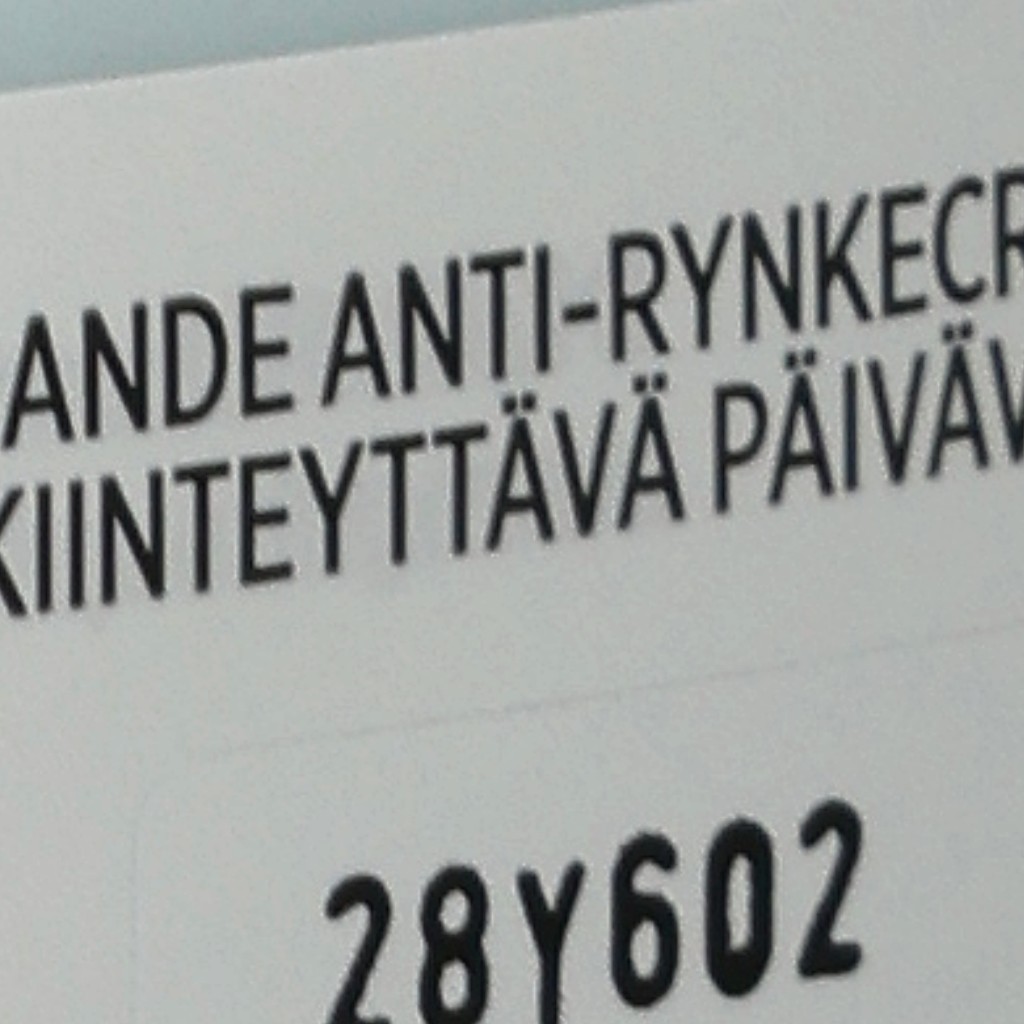 ANDE ANTI-RYNKECR
KIINTEYTTÄVÄ PÄIVÄV
28Y602